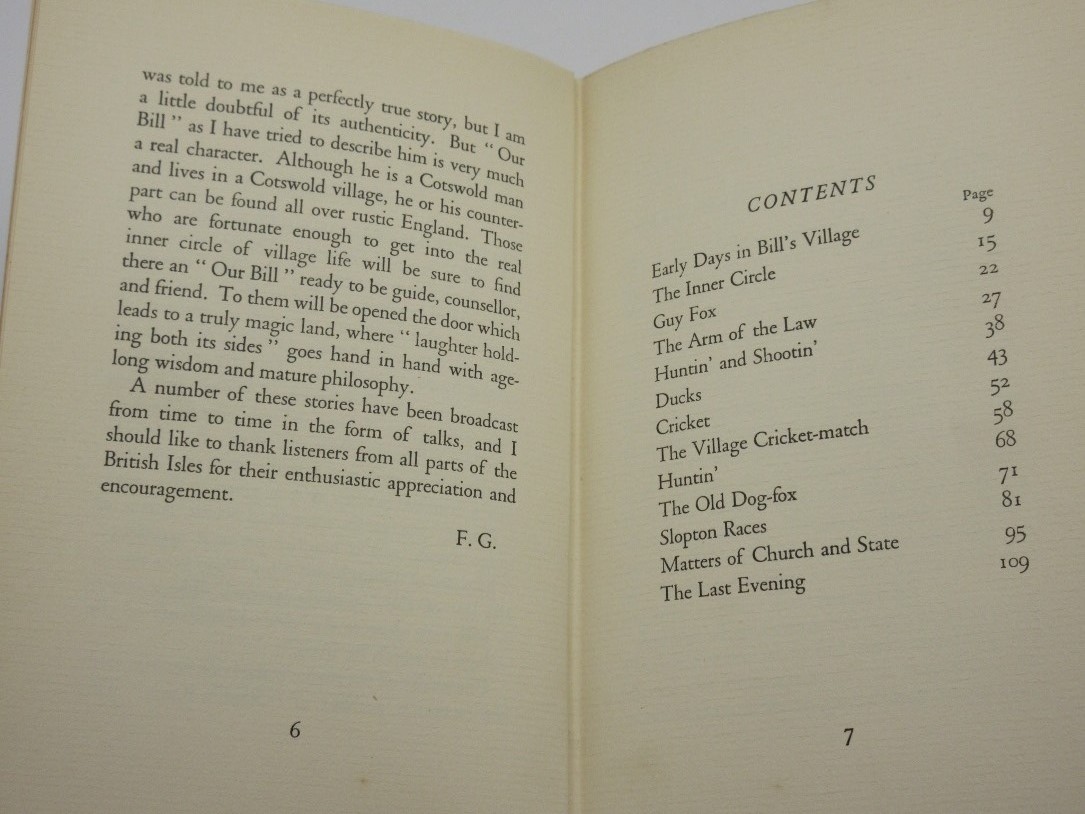 was told to me as a perfectly true story, but I am
a little doubtful of its authenticity. But “ Our
Bill ” as I have tried to describe him is very much
a real character. Although he is a Cotswold man
and lives in a Cotswold village, he or his counter-
part can be found all over rustic England. Those
who are fortunate enough to get into the real
inner circle of village life will be sure to find
there an “ Our Bill ” ready to be guide, counsellor,
and friend. To them will be opened the door which
leads to a truly magic land, where “ laughter hold-
ing both its sides ” goes hand in hand with age-
long wisdom and mature philosophy.
A number of these stories have been broadcast
from time to time in the form of talks, and I
should like to thank listeners from all parts of the
British Isles for their enthusiastic appreciation and
encouragement.
F. G.
6
CONTENTS
Page
Early Days in Bill's Village 9
The Inner Circle 15
Guy Fox 22
The Arm of the Law 27
Huntin' and Shootin' 38
Ducks 43
Cricket 52
The Village Cricket-match 58
Huntin' 68
The Old Dog-fox 71
Slopton Races 81
Matters of Church and State 95
The Last Evening 109
7